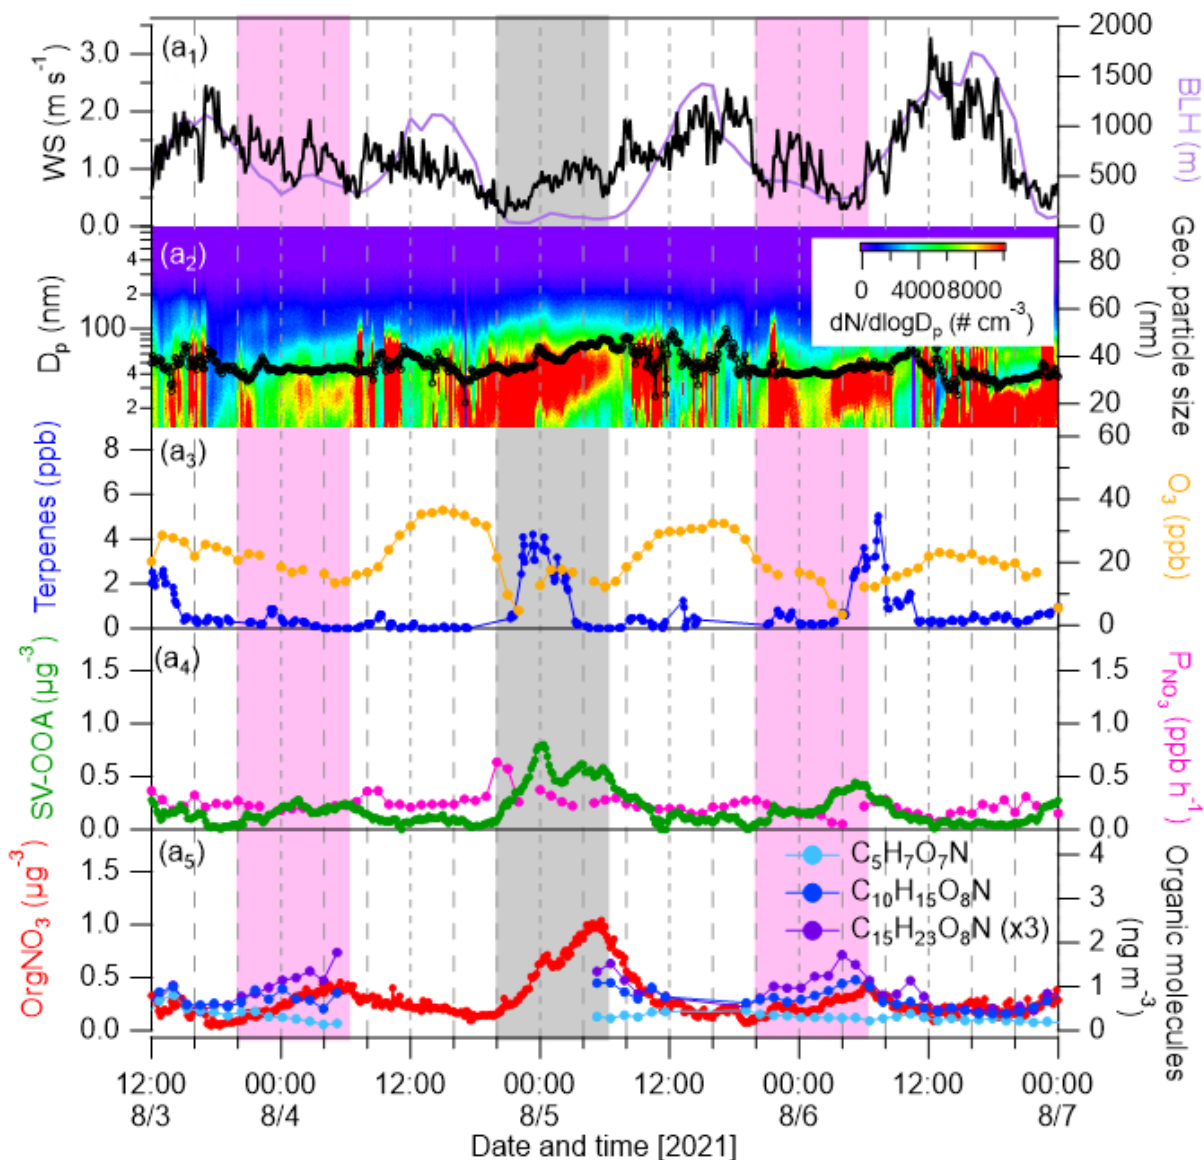 (a₁)
WS (m s⁻¹)
3.0
2.0
1.0
0.0
2000
1500
1000
500
0
BLH (m)
(a₂)
Dₚ (nm)
4
2
100
4
2
0 4000 8000
dN/dlogDₚ (# cm⁻³)
80
60
40
20
Geo. particle size
(nm)
(a₃)
Terpenes (ppb)
8
6
4
2
0
60
40
20
0
O₃ (ppb)
(a₄)
SV-OOA (µg⁻³)
1.5
1.0
0.5
0.0
1.5
1.0
0.5
0.0
P_NO₃ (ppb h⁻¹)
(a₅)
OrgNO₃ (µg⁻³)
1.5
1.0
0.5
0.0
C₅H₇O₇N
C₁₀H₁₅O₈N
C₁₅H₂₃O₈N (x3)
4
3
2
1
0
Organic molecules
(ng m⁻³)
12:00 00:00 12:00 00:00 12:00 00:00 12:00 00:00
8/3 8/4 8/5 8/6 8/7
Date and time [2021]